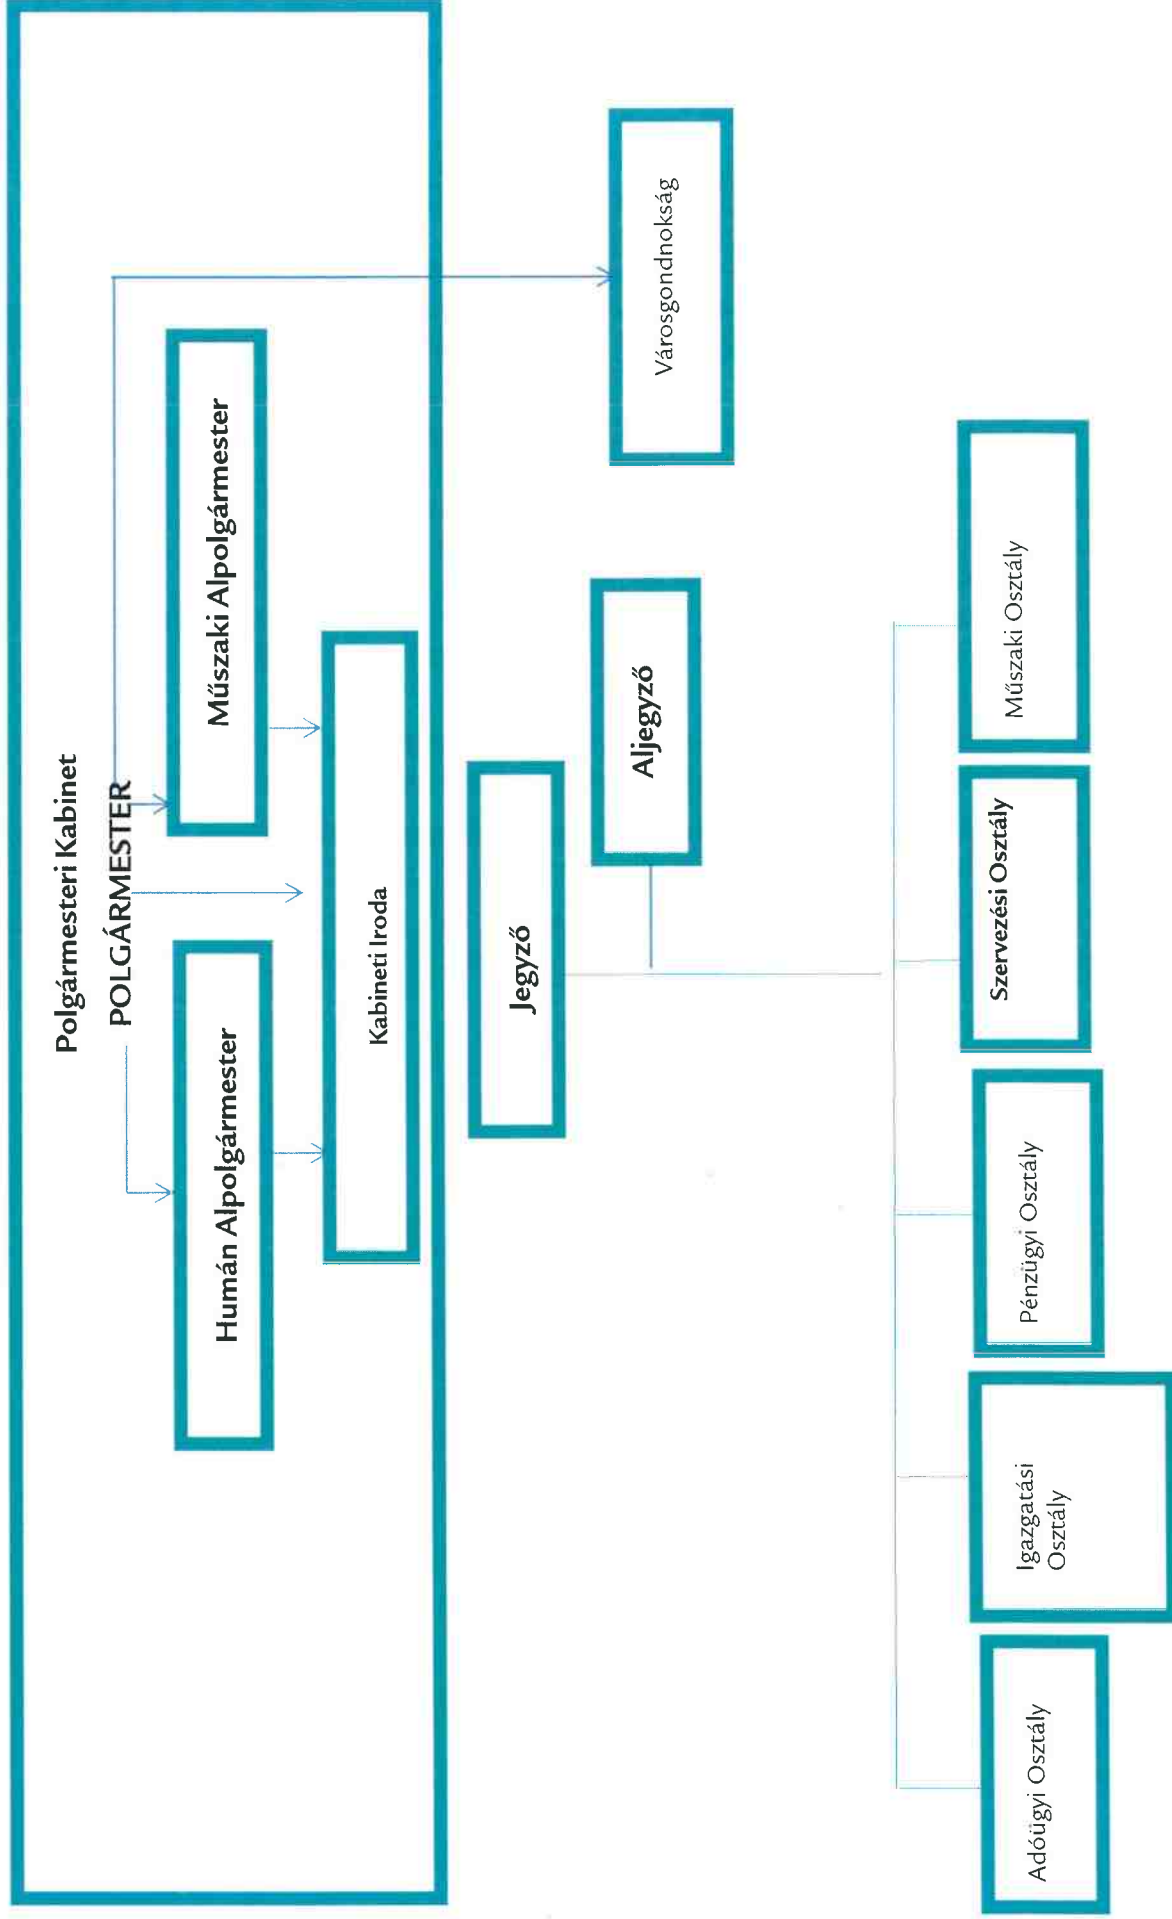 Polgármesteri Kabinet
POLGÁRMESTER
Humán Alpolgármester
Műszaki Alpolgármester
Kabineti Iroda
Jegyző
Aljegyző
Városgondnokság
Adóügyi Osztály
Igazgatási
Osztály
Pénzügyi Osztály
Szervezési Osztály
Műszaki Osztály